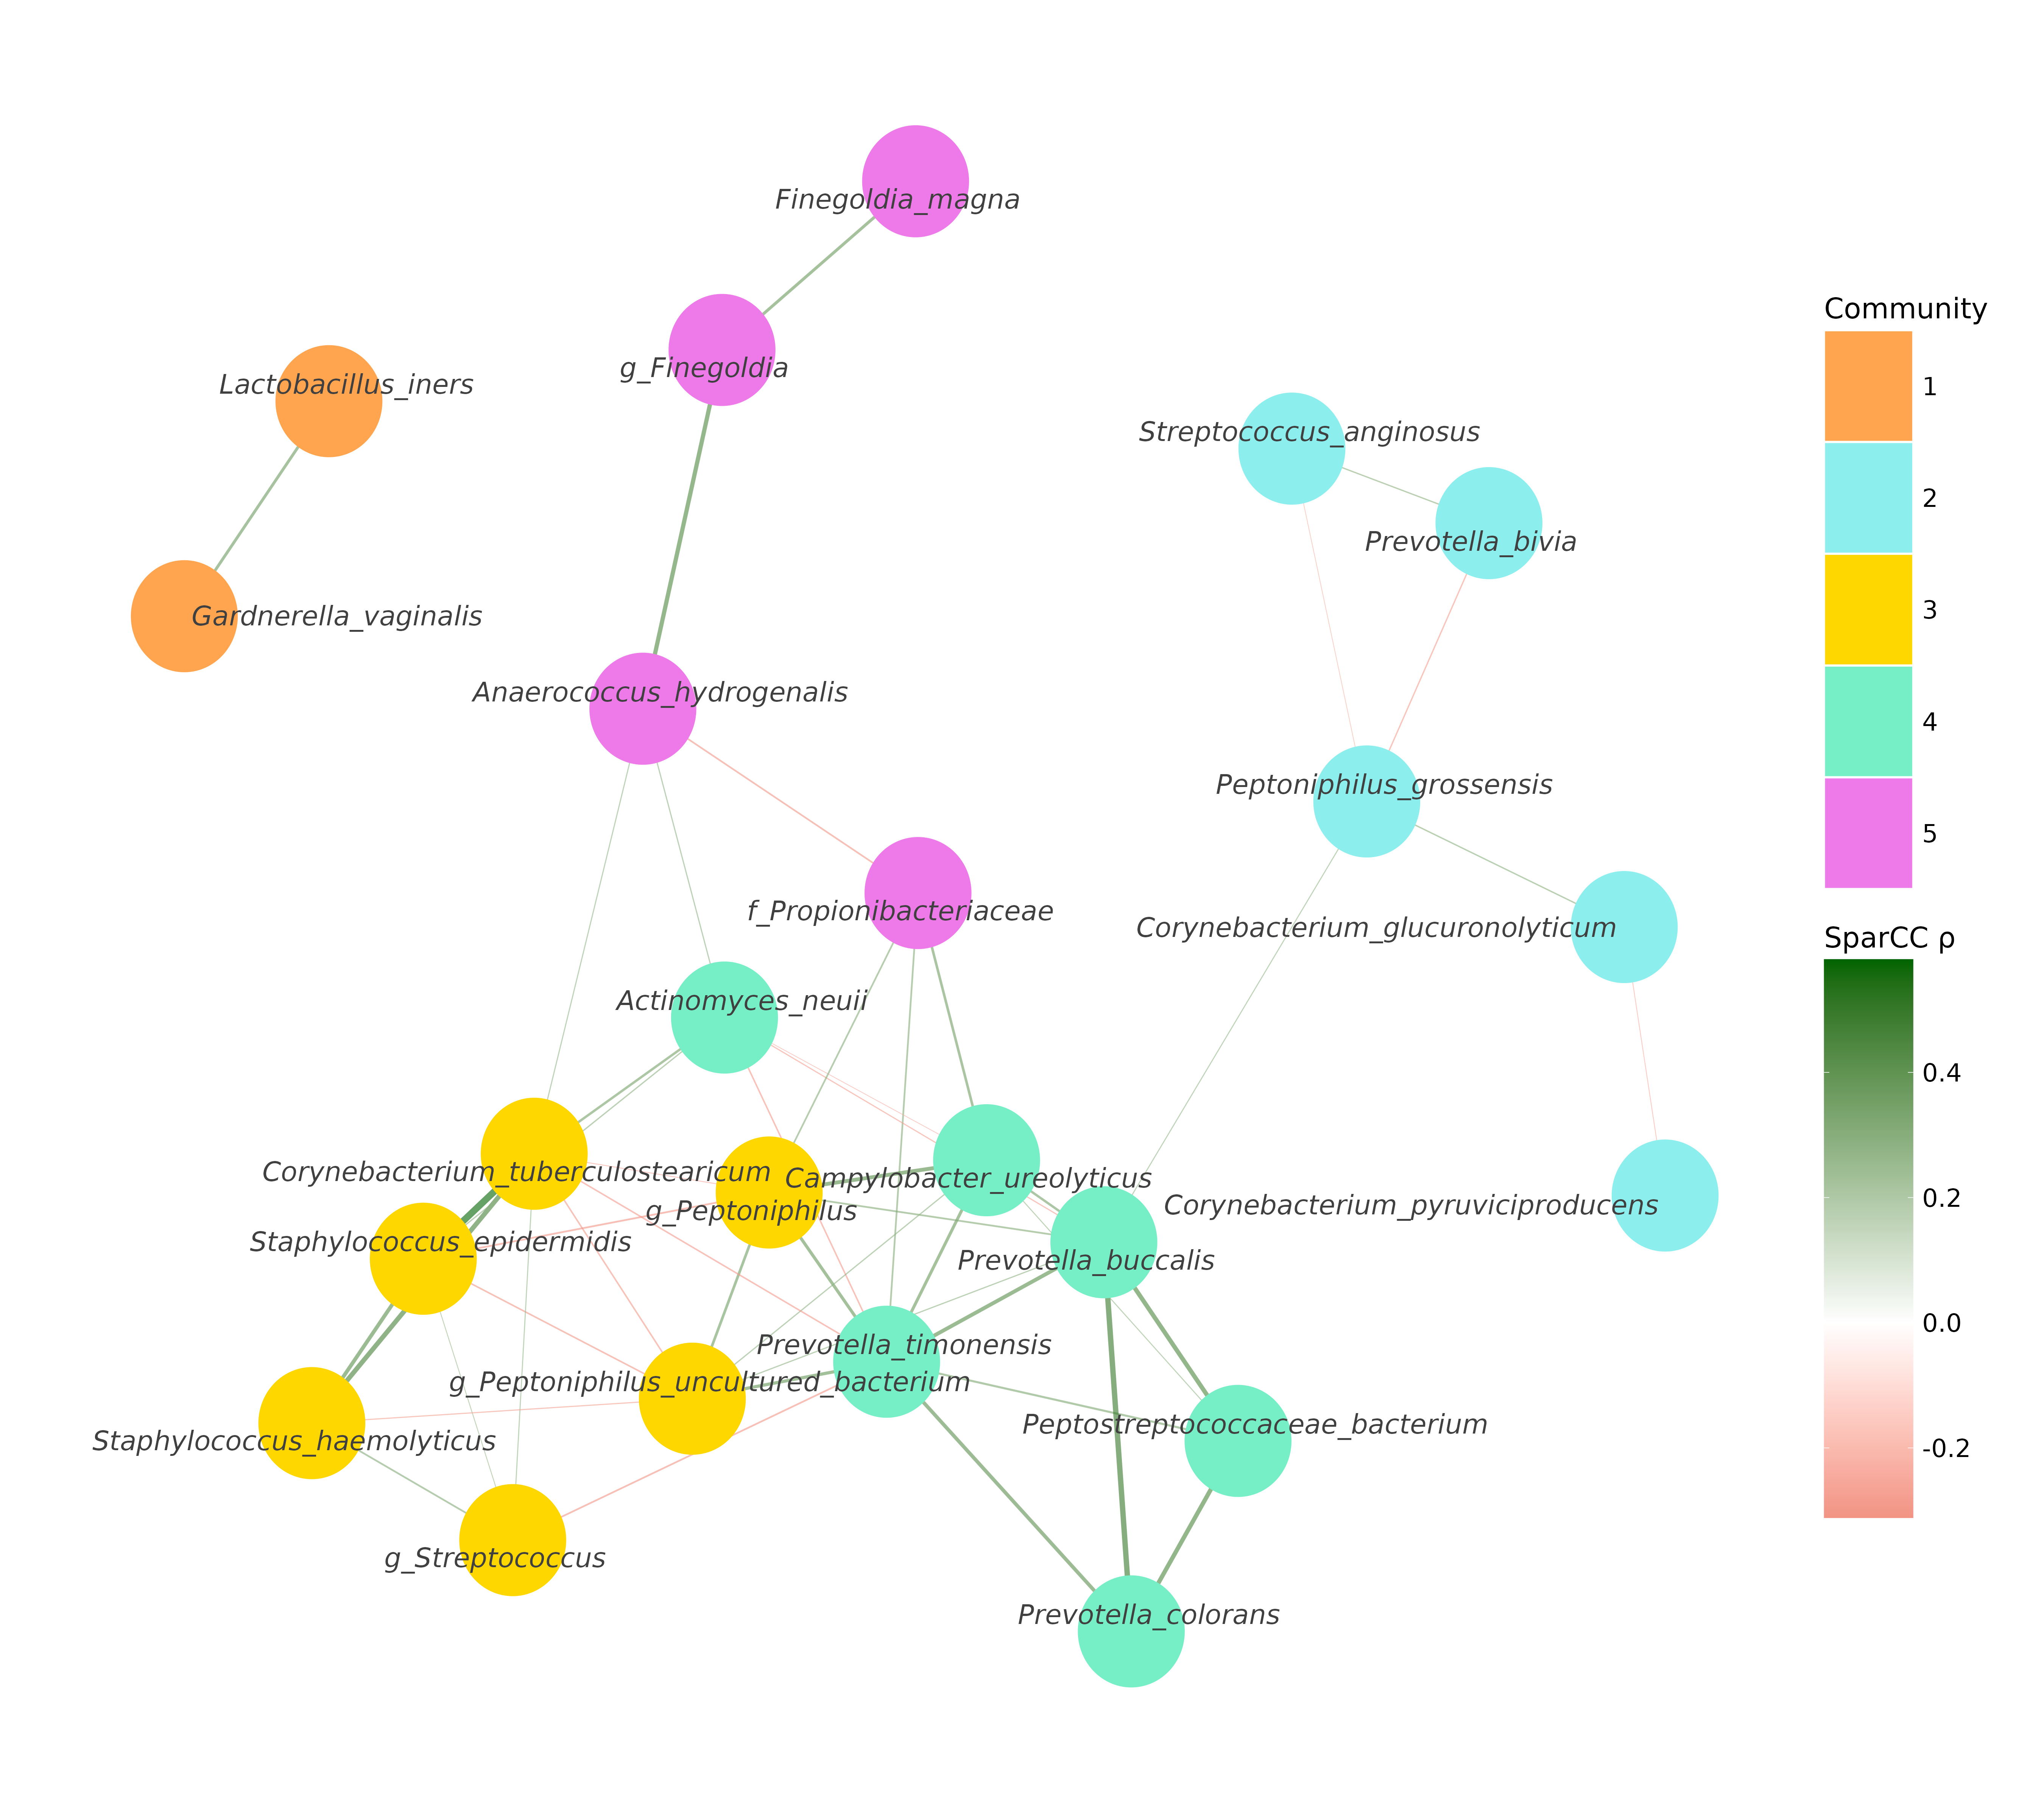 Finegoldia_magna
g_Finegoldia
Lactobacillus_iners
Streptococcus_anginosus
Prevotella_bivia
Gardnerella_vaginalis
Anaerococcus_hydrogenalis
Peptoniphilus_grossensis
f_Propionibacteriaceae
Corynebacterium_glucuronolyticum
Actinomyces_neuii
Corynebacterium_tuberculostearicum
Campylobacter_ureolyticus
g_Peptoniphilus
Corynebacterium_pyruviciproducens
Staphylococcus_epidermidis
Prevotella_buccalis
Prevotella_timonensis
g_Peptoniphilus_uncultured_bacterium
Peptostreptococcaceae_bacterium
Staphylococcus_haemolyticus
g_Streptococcus
Prevotella_colorans
Community
1
2
3
4
5
SparCC ρ
0.4
0.2
0.0
-0.2